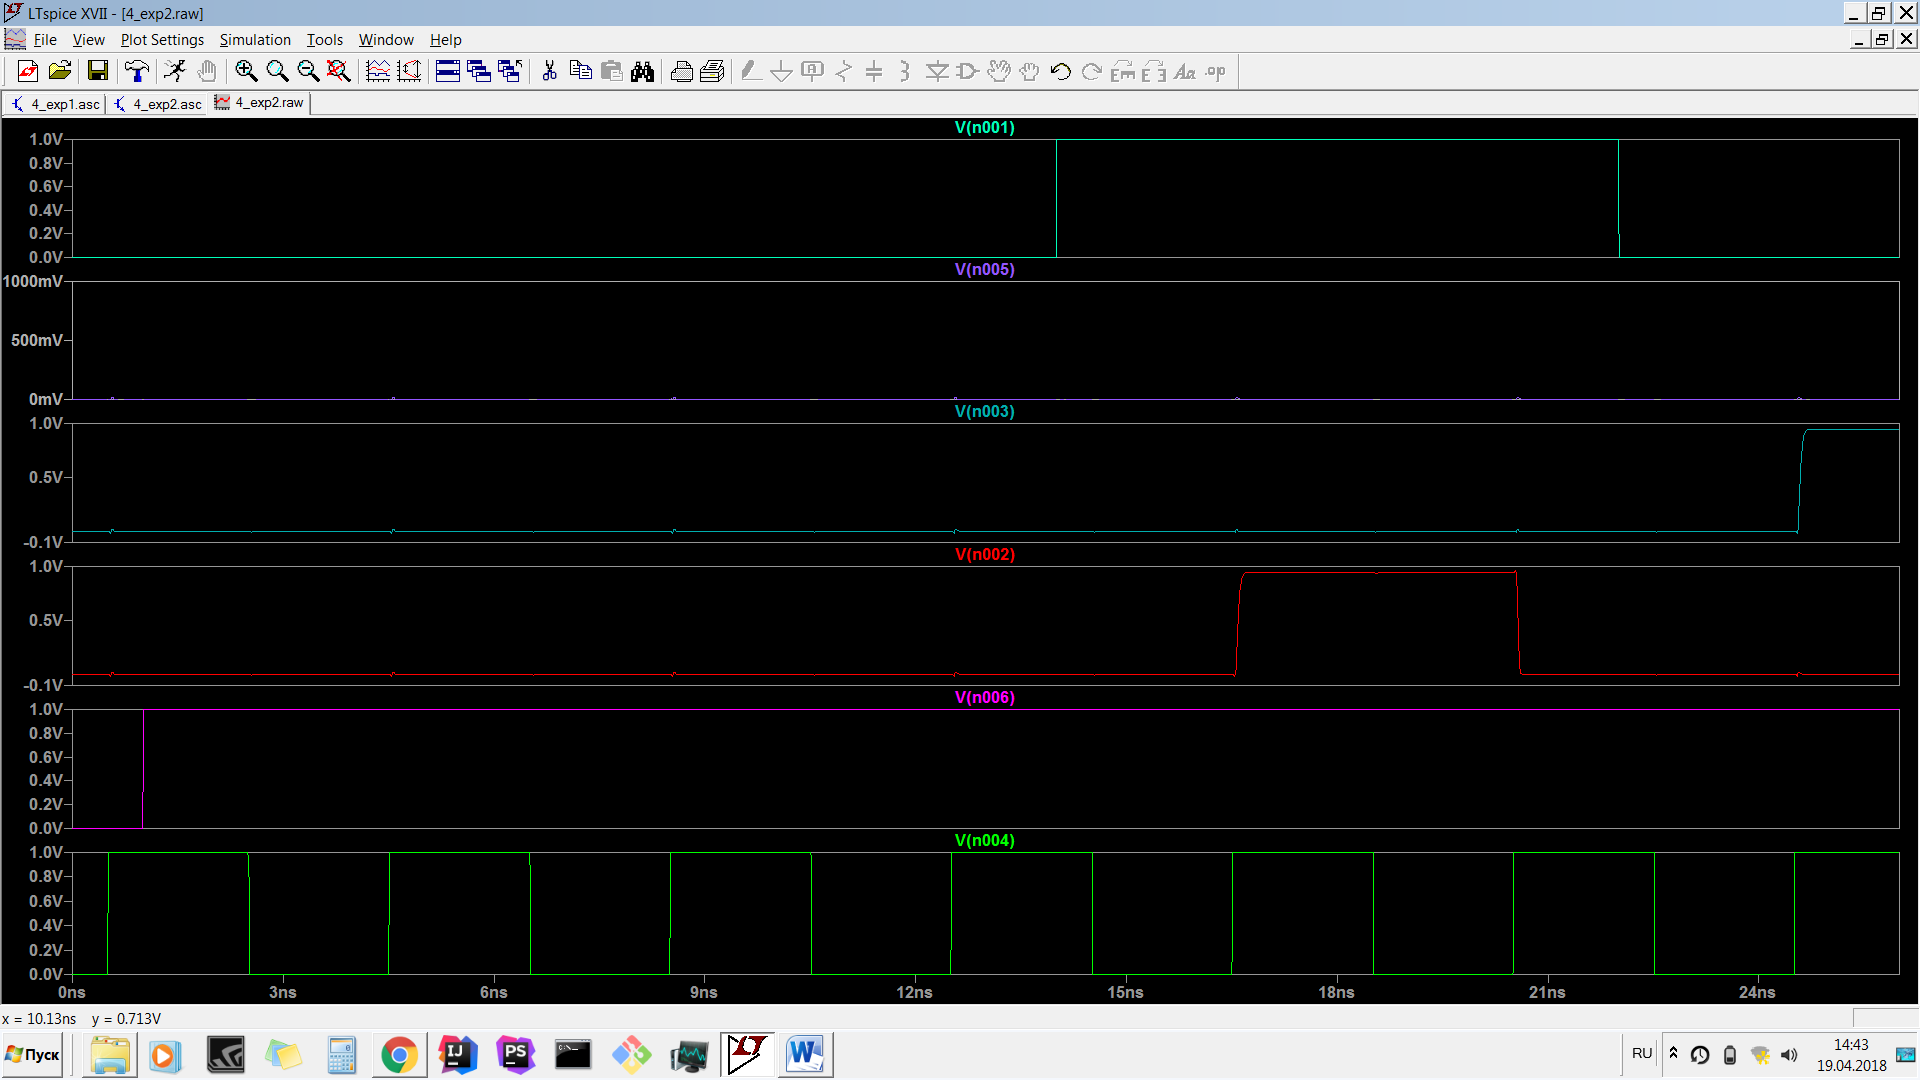 LTspice XVII - [4_exp2.raw]
File View Plot Settings Simulation Tools Window Help
4_exp1.asc 4_exp2.asc 4_exp2.raw
V(n001)
1.0V
0.8V
0.6V
0.4V
0.2V
0.0V
V(n005)
1000mV
500mV
0mV
V(n003)
1.0V
0.5V
-0.1V
V(n002)
1.0V
0.5V
-0.1V
V(n006)
1.0V
0.8V
0.6V
0.4V
0.2V
0.0V
V(n004)
1.0V
0.8V
0.6V
0.4V
0.2V
0.0V
0ns 3ns 6ns 9ns 12ns 15ns 18ns 21ns 24ns
x = 10.13ns y = 0.713V
Пуск
RU
14:43
19.04.2018